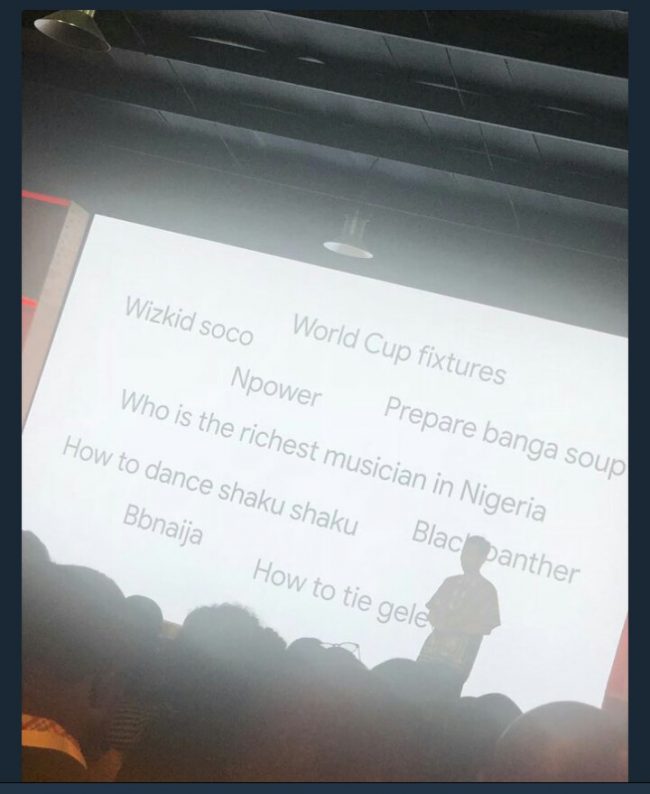 Wizkid soco
World Cup fixtures
Npower
Prepare banga soup
Who is the richest musician in Nigeria
How to dance shaku shaku
Black panther
Bbnaija
How to tie gele